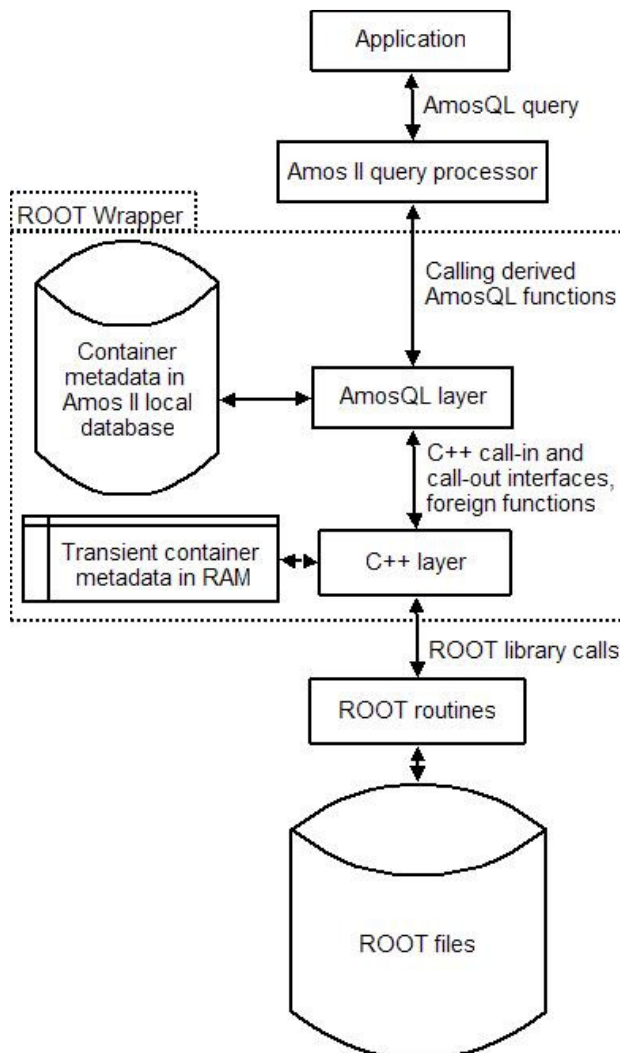 Application
AmosQL query
Amos II query processor
ROOT Wrapper
Calling derived
AmosQL functions
Container
metadata in
Amos II local
database
AmosQL layer
C++ call-in and
call-out interfaces,
foreign functions
Transient container
metadata in RAM
C++ layer
ROOT library calls
ROOT routines
ROOT files